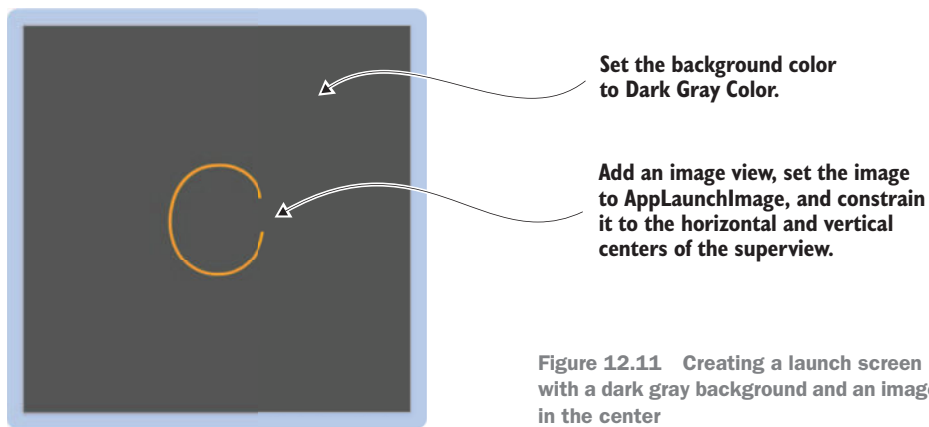 Set the background color
to Dark Gray Color.
Add an image view, set the image
to AppLaunchImage, and constrain
it to the horizontal and vertical
centers of the superview.
Figure 12.11 Creating a launch screen
with a dark gray background and an image
in the center